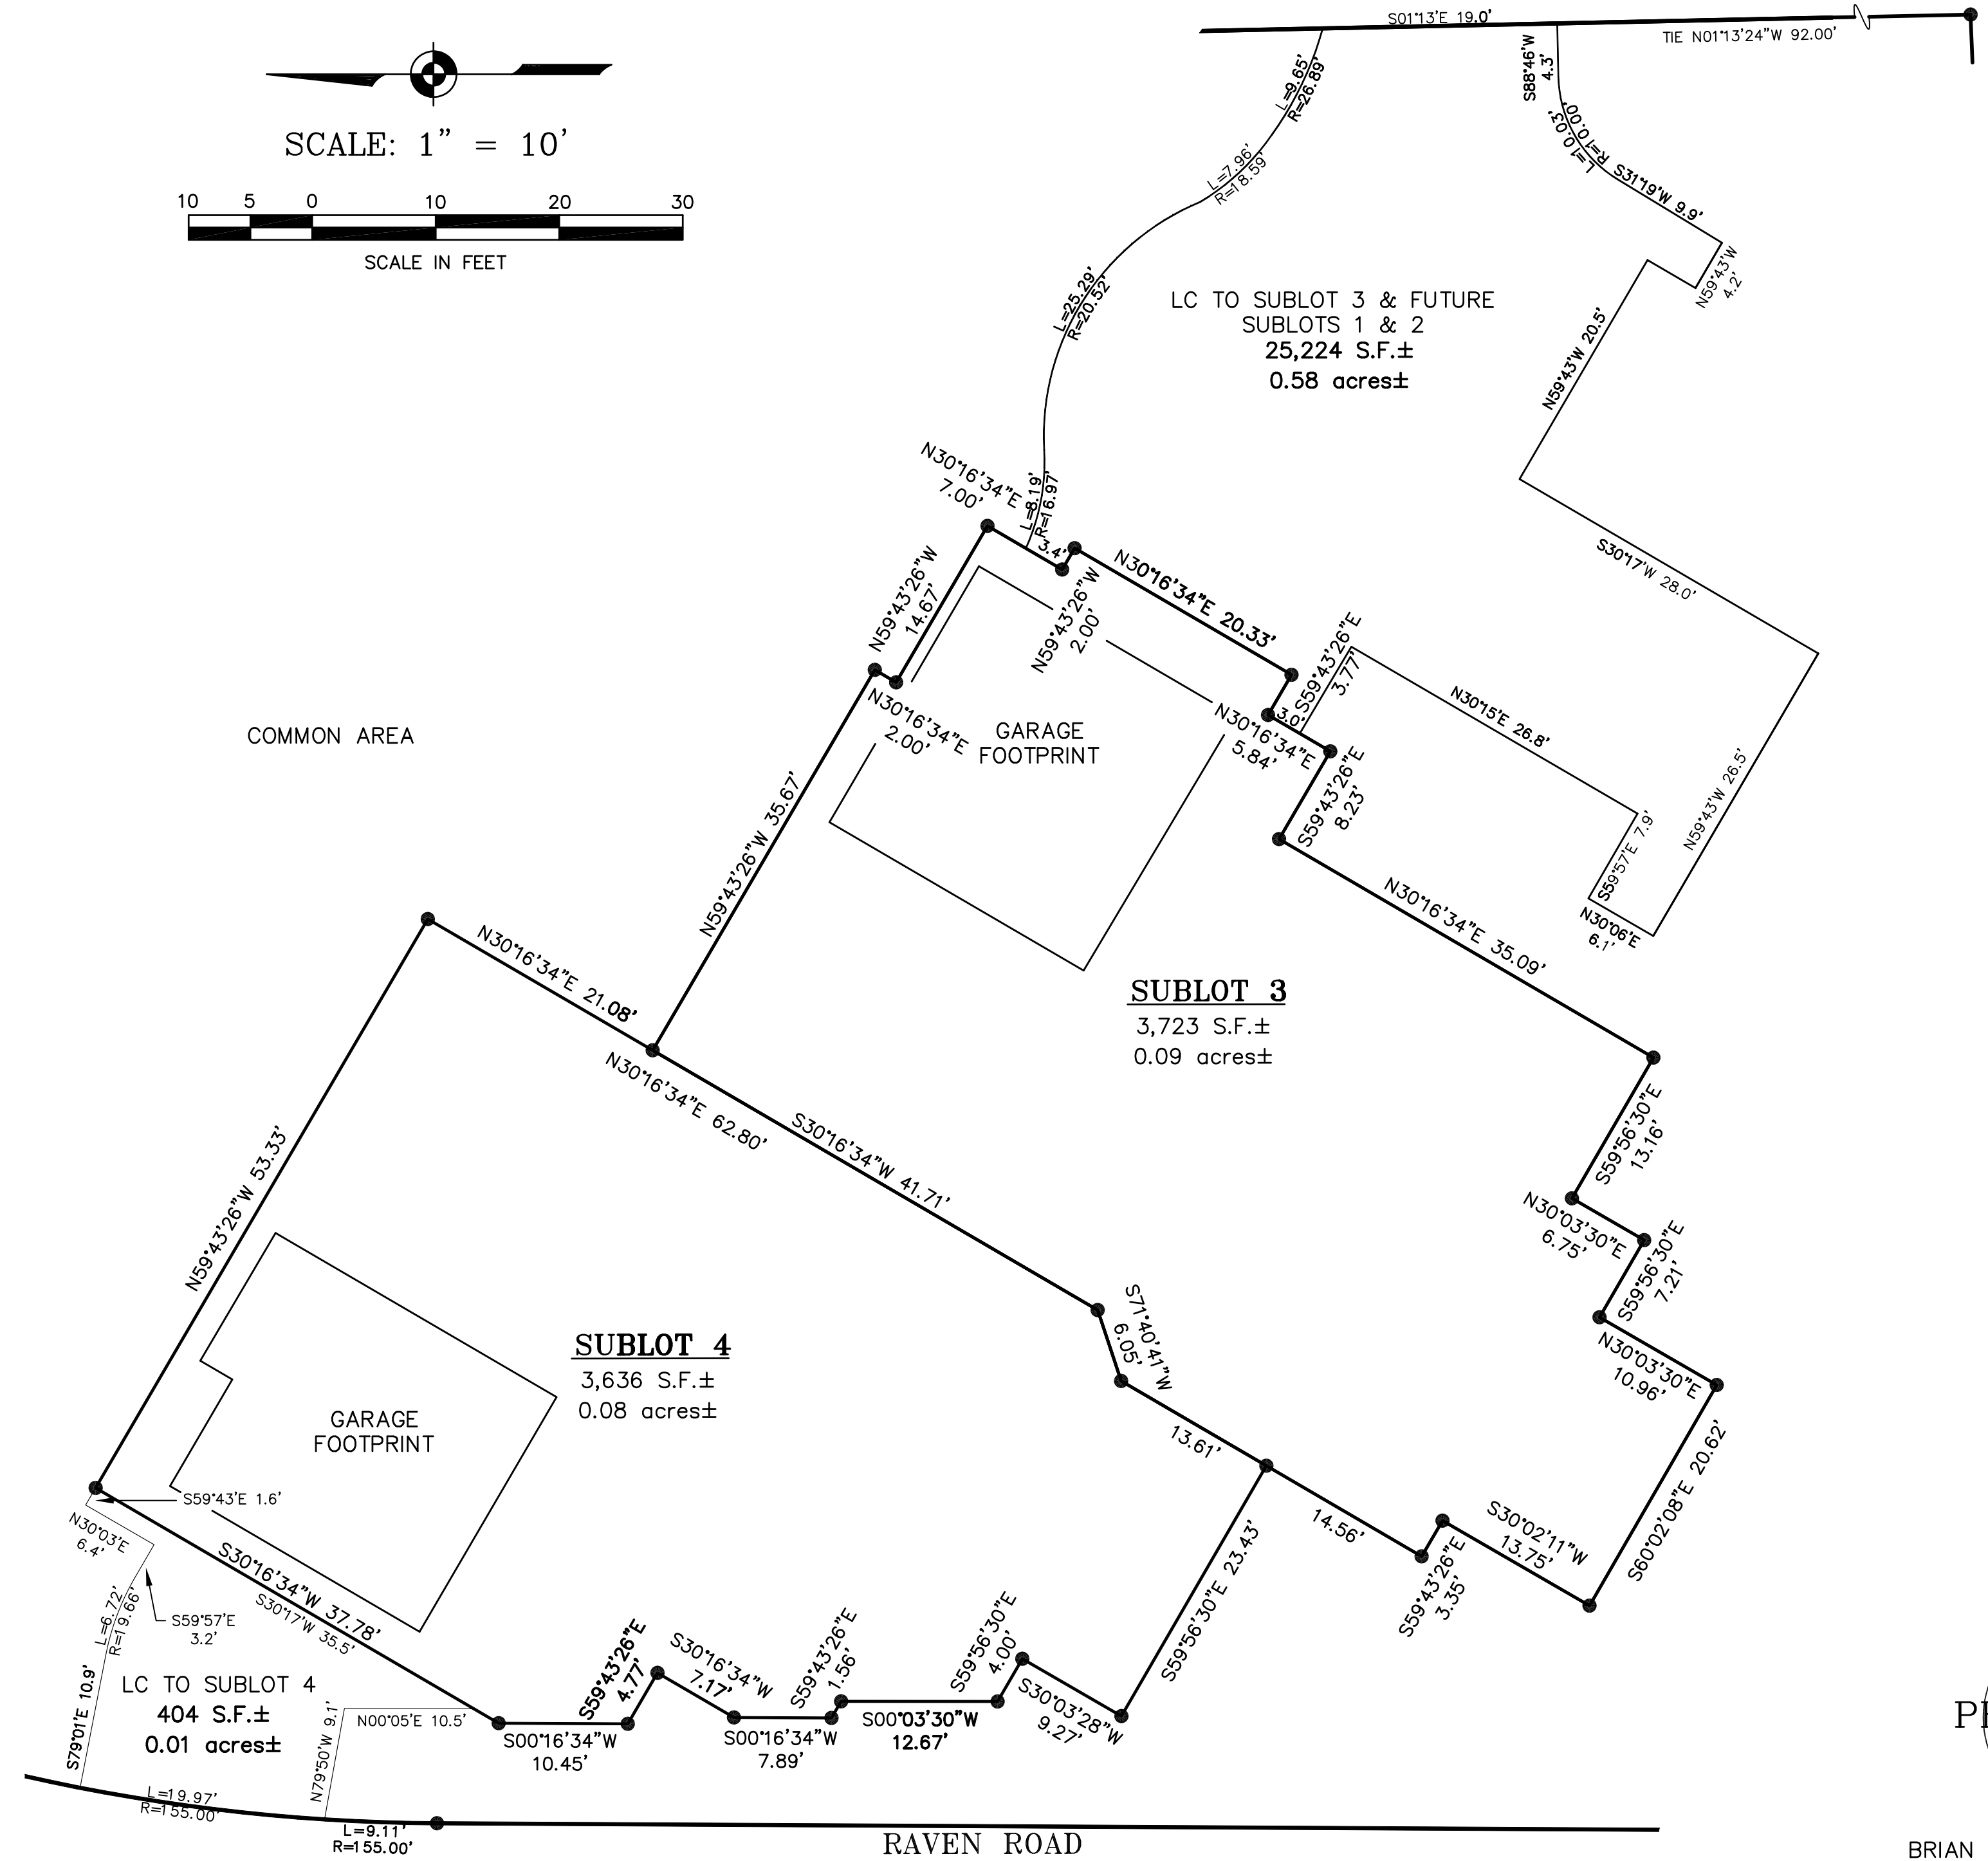 S01°13'E 19.0'
TIE N01°13'24"W 92.00'
S88°46'W
4.3'
L=9.65'
R=26.89'
SCALE: 1" = 10'
L=10.03'
R=10.00'
S31°19'W 9.9'
L=7.96'
R=18.59'
10 5 0 10 20 30
SCALE IN FEET
N59°43'W
4.2'
L=25.29'
R=20.52'
LC TO SUBLOT 3 & FUTURE
SUBLOTS 1 & 2
25,224 S.F.±
0.58 acres±
N59°43'W 20.5'
N30°16'34"E
7.00'
L=8.19'
R=16.97'
3.4'
S30°17'W 28.0'
N59°43'26"W
14.67'
N59°43'26"W
2.00'
N30°16'34"E 20.33'
S59°43'26"E
3.77'
3.0'
N30°16'34"E
5.84'
N30°15'E 26.8'
N30°16'34"E
2.00'
GARAGE
FOOTPRINT
COMMON AREA
S59°43'26"E
8.23'
N59°43'W 26.5'
N59°43'26"W 35.67'
S59°57'E 7.9'
N30°06'E
6.1'
N30°16'34"E 35.09'
N30°16'34"E 21.08'
SUBLOT 3
3,723 S.F.±
0.09 acres±
N30°16'34"E 62.80'
S30°16'34"W 41.71'
S59°56'30"E
13.16'
N59°43'26"W 53.33'
N30°03'30"E
6.75'
S59°56'30"E
7.21'
S71°40'41"W
6.05'
SUBLOT 4
3,636 S.F.±
0.08 acres±
N30°03'30"E
10.96'
GARAGE
FOOTPRINT
13.61'
S60°02'08"E 20.62'
S59°43'E 1.6'
14.56'
S30°02'11"W
13.75'
N30°03'E
6.4'
S59°43'26"E
3.35'
S30°16'34"W 37.78'
S30°17'W 35.5'
S59°56'30"E 23.43'
L=6.72'
R=19.66'
S59°57'E
3.2'
S59°43'26"E
4.77'
S30°16'34"W
7.17'
S59°43'26"E
1.56'
S59°56'30"E
4.00'
S30°03'28"W
9.27'
LC TO SUBLOT 4
404 S.F.±
0.01 acres±
S79°01'E 10.9'
N79°50'W 9.1'
N00°05'E 10.5'
S00°16'34"W
10.45'
S00°16'34"W
7.89'
S00°03'30"W
12.67'
L=19.97'
R=155.00'
L=9.11'
R=155.00'
RAVEN ROAD
BRIAN